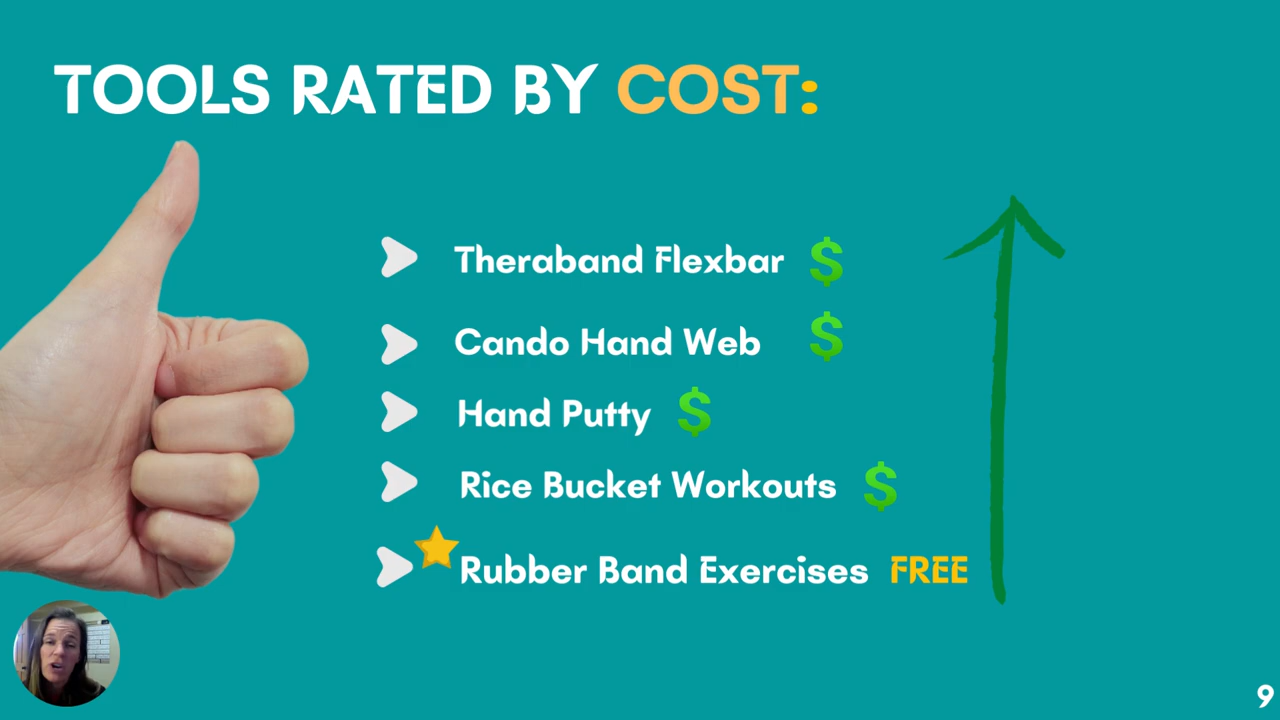 TOOLS RATED BY COST:
Theraband Flexbar $
Cando Hand Web $
Hand Putty $
Rice Bucket Workouts $
Rubber Band Exercises FREE
9